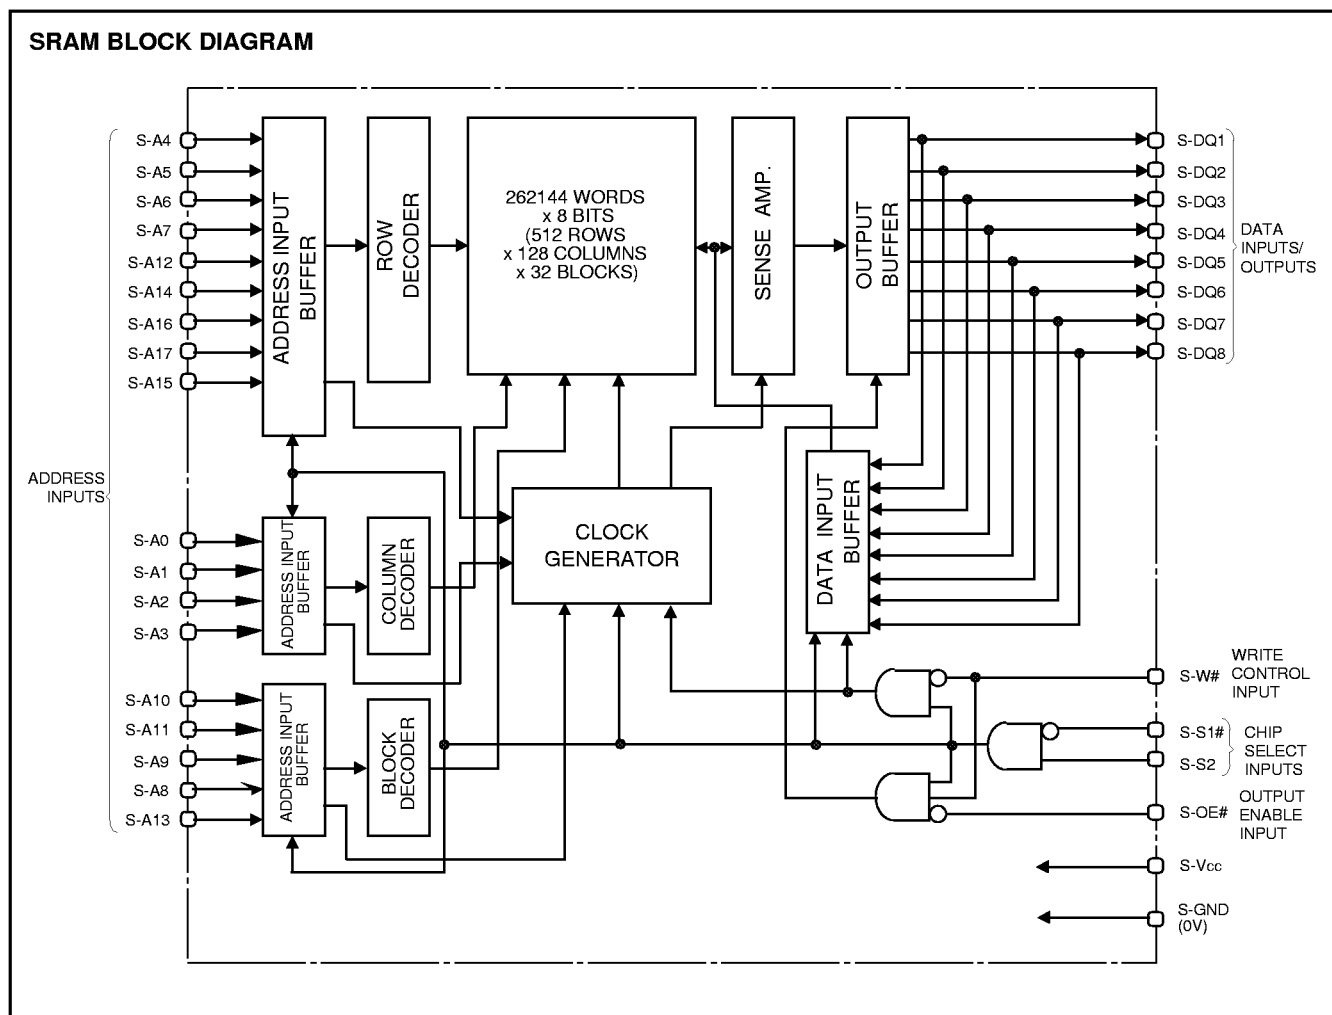 SRAM BLOCK DIAGRAM
S-A4
S-A5
S-A6
S-A7
S-A12
S-A14
S-A16
S-A17
S-A15
ADDRESS
INPUTS
S-A0
S-A1
S-A2
S-A3
S-A10
S-A11
S-A9
S-A8
S-A13
ADDRESS INPUT
BUFFER
ROW
DECODER
262144 WORDS
x 8 BITS
(512 ROWS
x 128 COLUMNS
x 32 BLOCKS)
SENSE AMP.
OUTPUT
BUFFER
ADDRESS INPUT
BUFFER
COLUMN
DECODER
CLOCK
GENERATOR
DATA INPUT
BUFFER
ADDRESS INPUT
BUFFER
BLOCK
DECODER
S-DQ1
S-DQ2
S-DQ3
S-DQ4
S-DQ5
S-DQ6
S-DQ7
S-DQ8
DATA
INPUTS/
OUTPUTS
S-W#
WRITE
CONTROL
INPUT
S-S1#
S-S2
CHIP
SELECT
INPUTS
S-OE#
OUTPUT
ENABLE
INPUT
S-Vcc
S-GND
(0V)